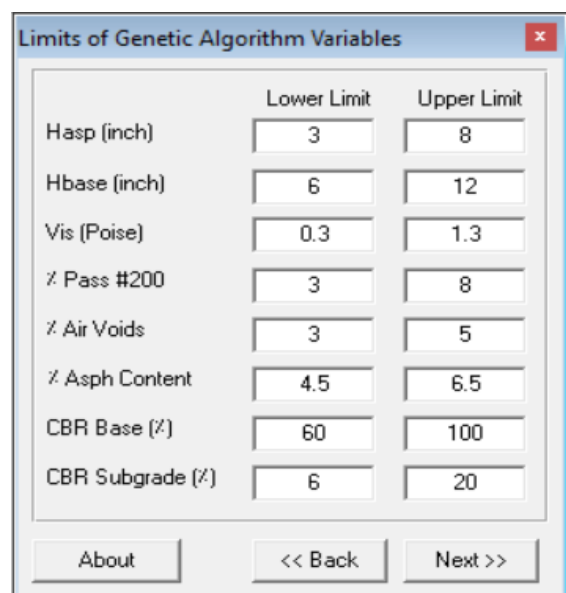 Limits of Genetic Algorithm Variables x
Lower Limit Upper Limit
Hasp (inch) 3 8
Hbase (inch) 6 12
Vis (Poise) 0.3 1.3
% Pass #200 3 8
% Air Voids 3 5
% Asph Content 4.5 6.5
CBR Base (%) 60 100
CBR Subgrade (%) 6 20
About << Back Next >>